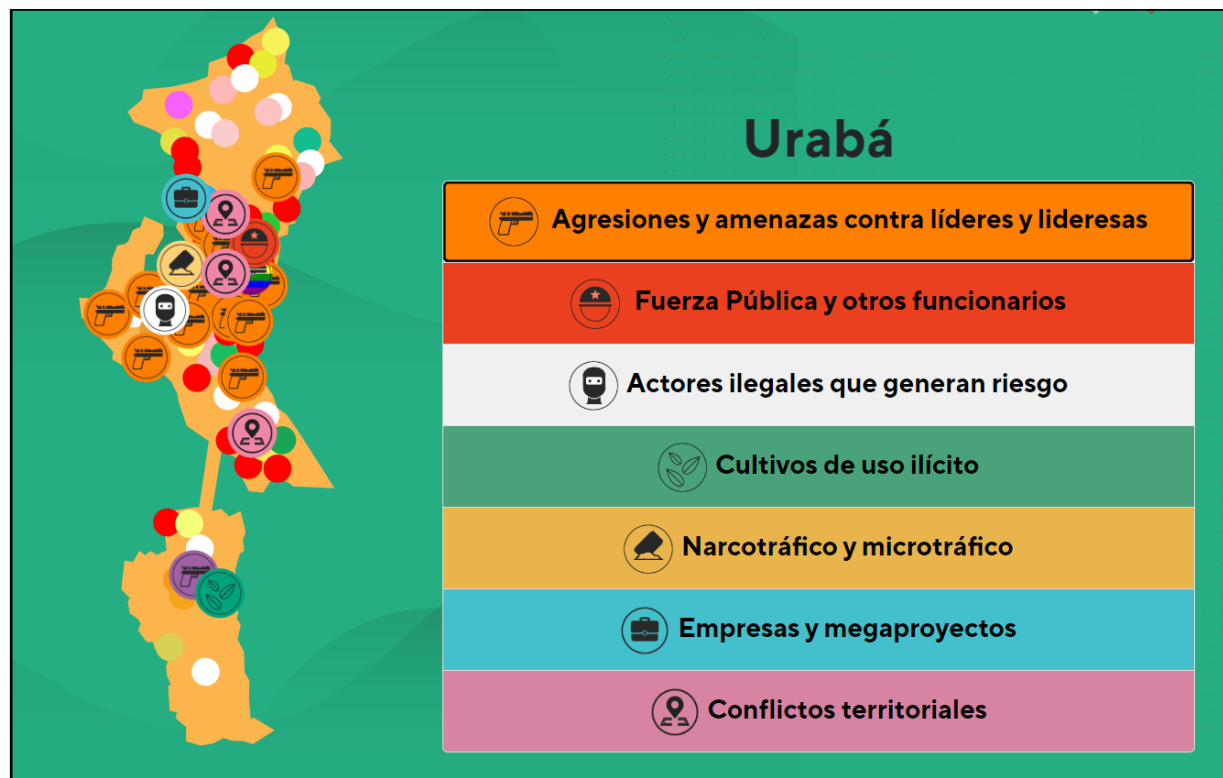 Urabá
Agresiones y amenazas contra líderes y lideresas
Fuerza Pública y otros funcionarios
Actores ilegales que generan riesgo
Cultivos de uso ilícito
Narcotráfico y microtráfico
Empresas y megaproyectos
Conflictos territoriales